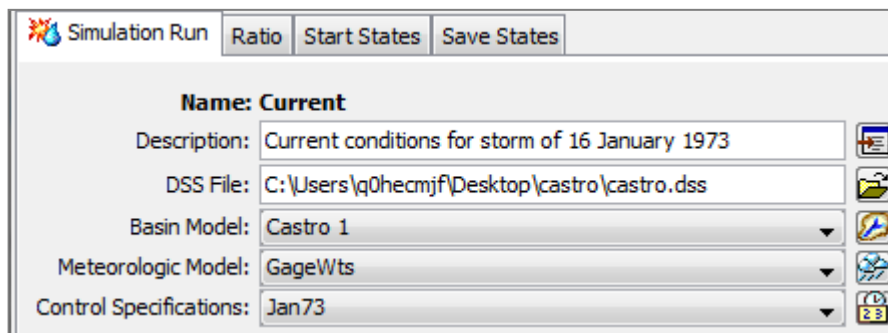 Simulation Run Ratio Start States Save States
Name: Current
Description: Current conditions for storm of 16 January 1973
DSS File: C:\Users\q0hecmjf\Desktop\castro\castro.dss
Basin Model: Castro 1
Meteorologic Model: GageWts
Control Specifications: Jan73